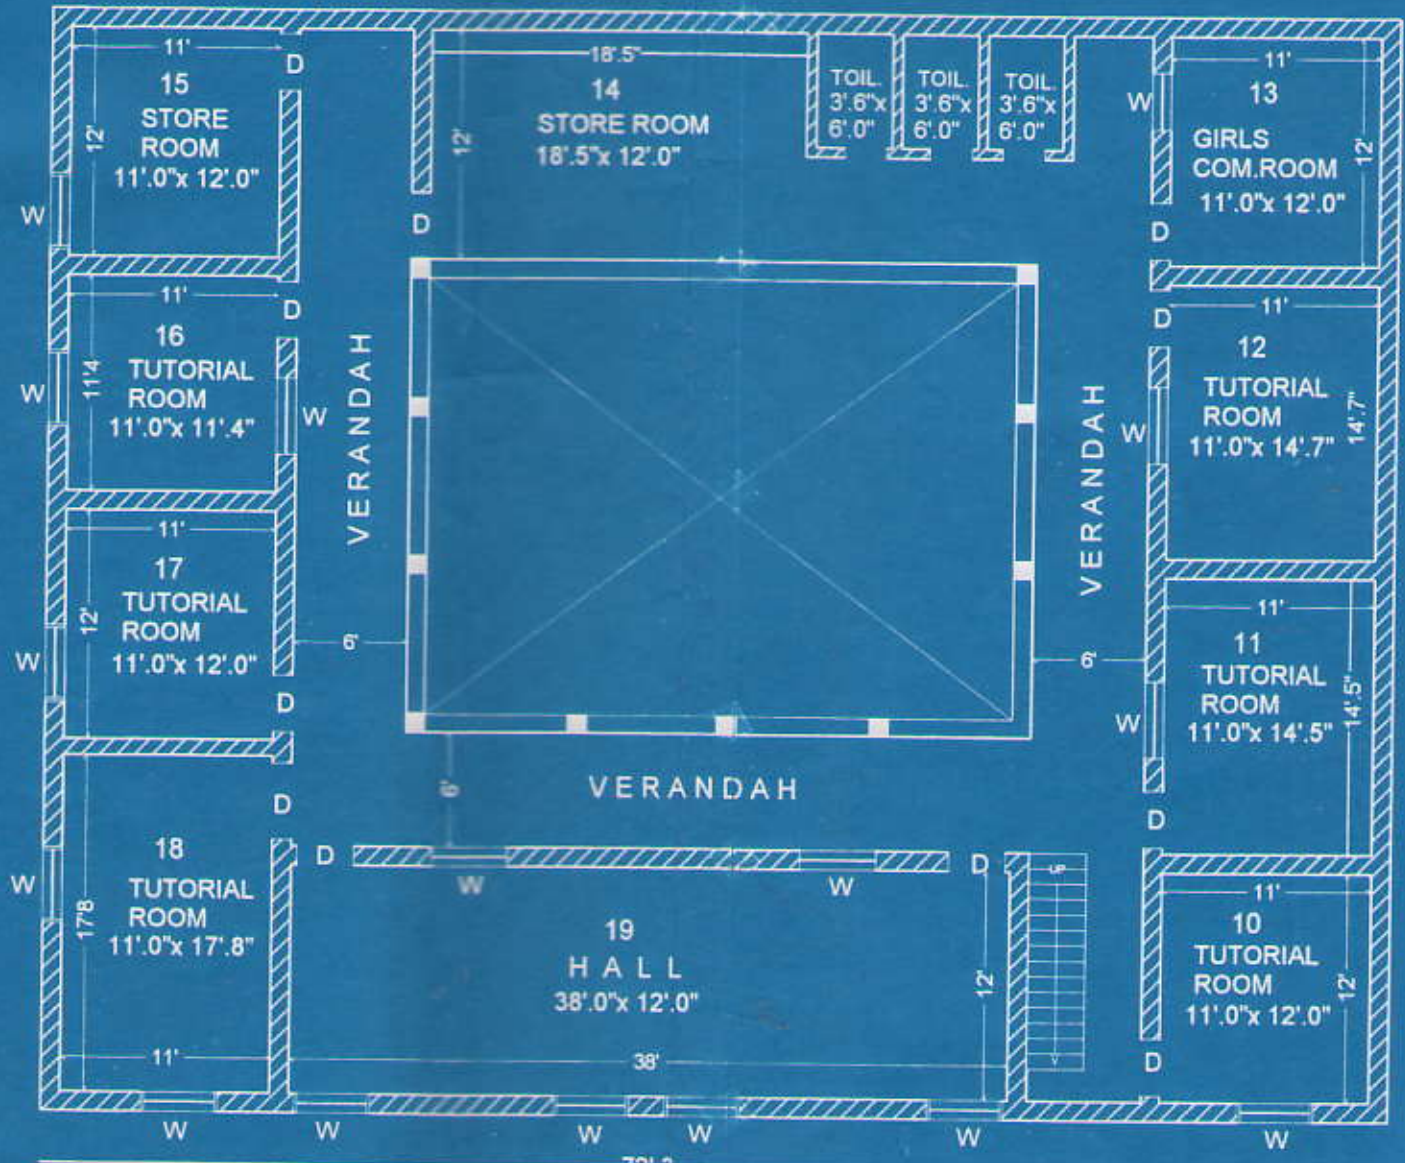 11'
15
STORE
ROOM
11'.0"x 12'.0"
12'
D
W
18'.5"
14
STORE ROOM
18'.5"x 12'.0"
12'
D
TOIL.
3'.6"x
6'.0"
TOIL.
3'.6"x
6'.0"
TOIL.
3'.6"x
6'.0"
W
11'
13
GIRLS
COM.ROOM
11'.0"x 12'.0"
12'
D
11'
16
TUTORIAL
ROOM
11'.0"x 11'.4"
11'4
D
W
W
VERANDAH
VERANDAH
D
11'
12
TUTORIAL
ROOM
11'.0"x 14'.7"
14'.7"
W
11'
17
TUTORIAL
ROOM
11'.0"x 12'.0"
12'
W
D
6'
6'
11'
11
TUTORIAL
ROOM
11'.0"x 14'.5"
14'.5"
W
D
6'
VERANDAH
D
18
TUTORIAL
ROOM
11'.0"x 17'.8"
17'8
11'
W
D
W
W
D
19
HALL
38'.0"x 12'.0"
12'
38'
UP
11'
10
TUTORIAL
ROOM
11'.0"x 12'.0"
12'
D
W
W
W
W
W
W